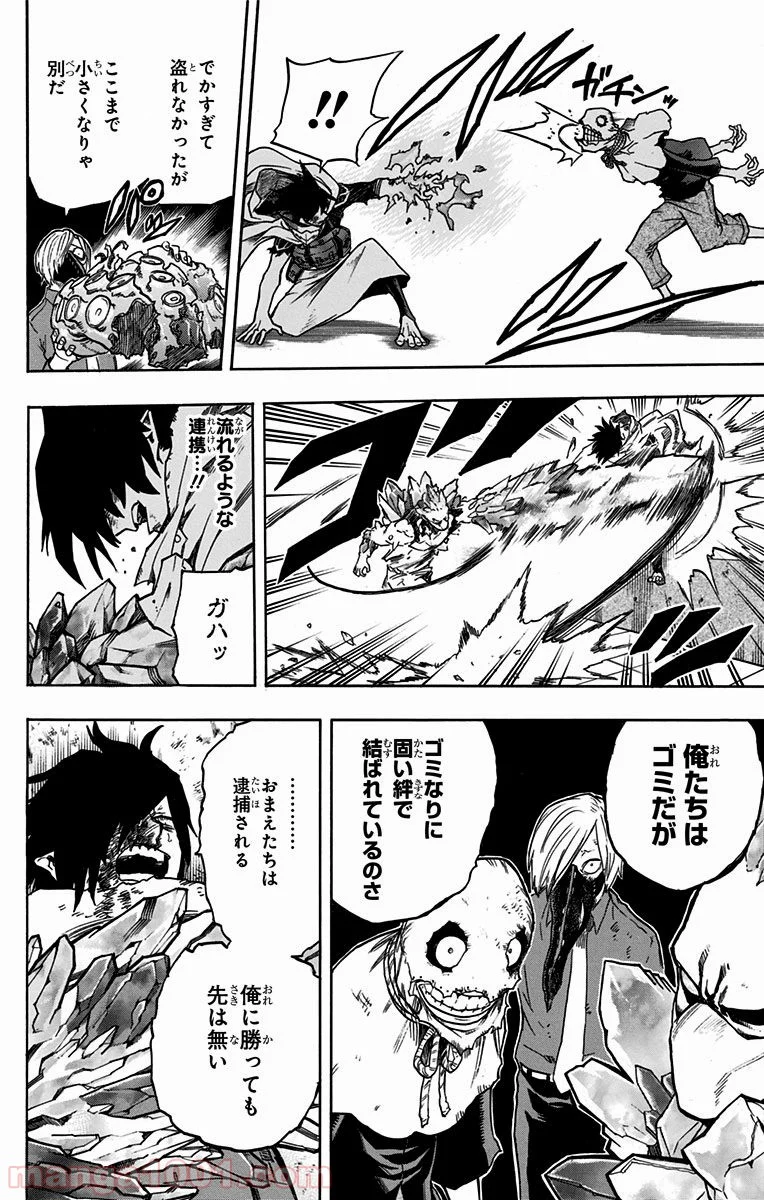 ガチン
!!
でかすぎて
盗れなかったが
ここまで
小さくなりゃ
別だ
パッ
流れるような
連携…!!
ガハッ
俺たちは
ゴミだが
ゴミなりに
固い絆で
結ばれているのさ
…………
おまえたちは
逮捕される
俺に勝っても
先は無い